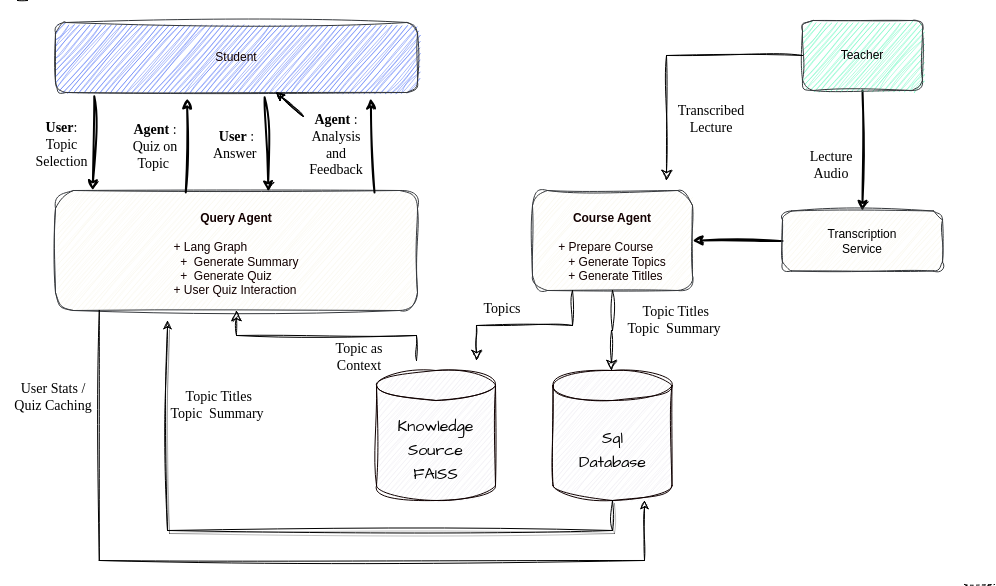 Student
Teacher
User:
Topic
Selection
Agent :
Quiz on
Topic
User :
Answer
Agent :
Analysis
and
Feedback
Transcribed
Lecture
Lecture
Audio
Query Agent
+ Lang Graph
+ Generate Summary
+ Generate Quiz
+ User Quiz Interaction
Course Agent
+ Prepare Course
+ Generate Topics
+ Generate Titlles
Transcription
Service
Topics
Topic Titles
Topic Summary
Topic as
Context
User Stats /
Quiz Caching
Topic Titles
Topic Summary
Knowledge
Source
FAISS
Sql
Database